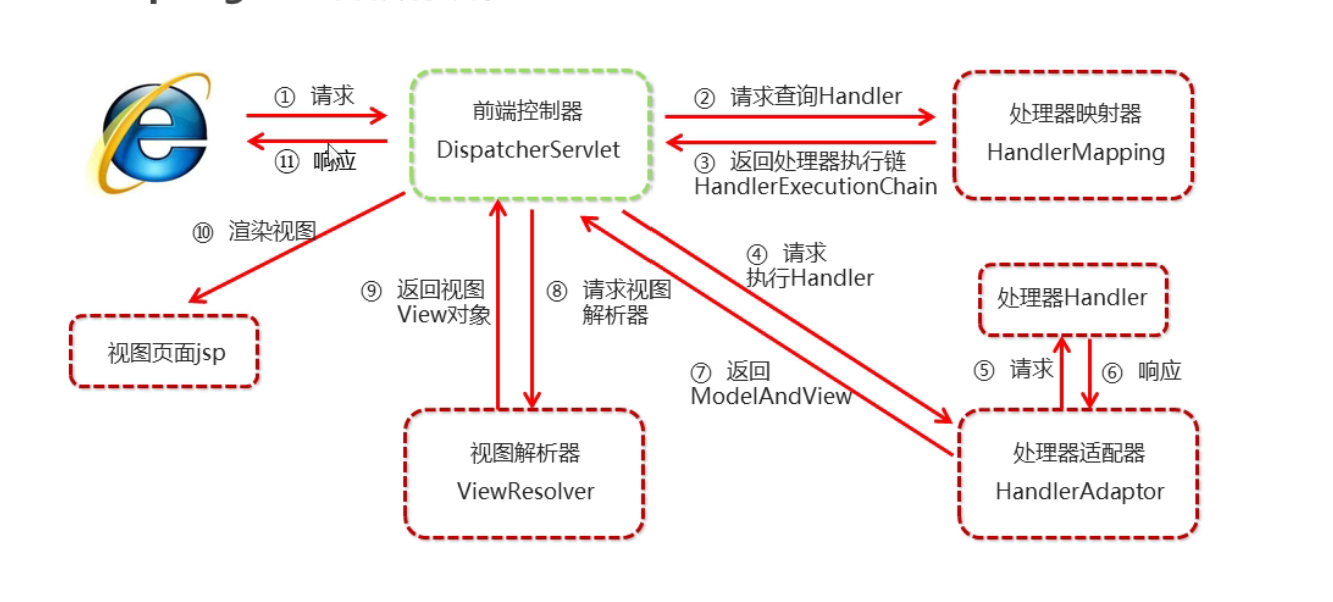 ① 请求
⑪ 响应
前端控制器
DispatcherServlet
② 请求查询Handler
③ 返回处理器执行链
HandlerExecutionChain
处理器映射器
HandlerMapping
⑩ 渲染视图
⑨ 返回视图
View对象
⑧ 请求视图
解析器
④ 请求
执行Handler
处理器Handler
视图页面jsp
⑦ 返回
ModelAndView
⑤ 请求
⑥ 响应
视图解析器
ViewResolver
处理器适配器
HandlerAdaptor